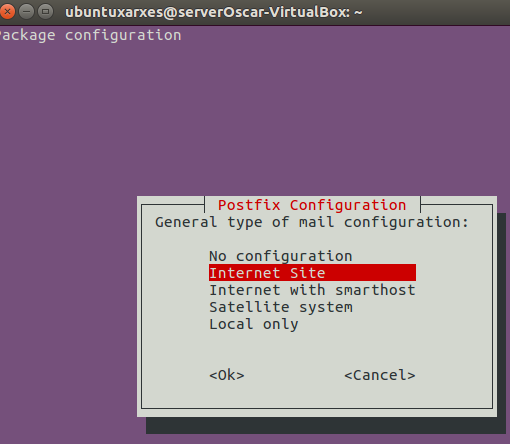 ubuntuxarxes@serverOscar-VirtualBox: ~
Package configuration
Postfix Configuration
General type of mail configuration:
No configuration
Internet Site
Internet with smarthost
Satellite system
Local only
<Ok> <Cancel>